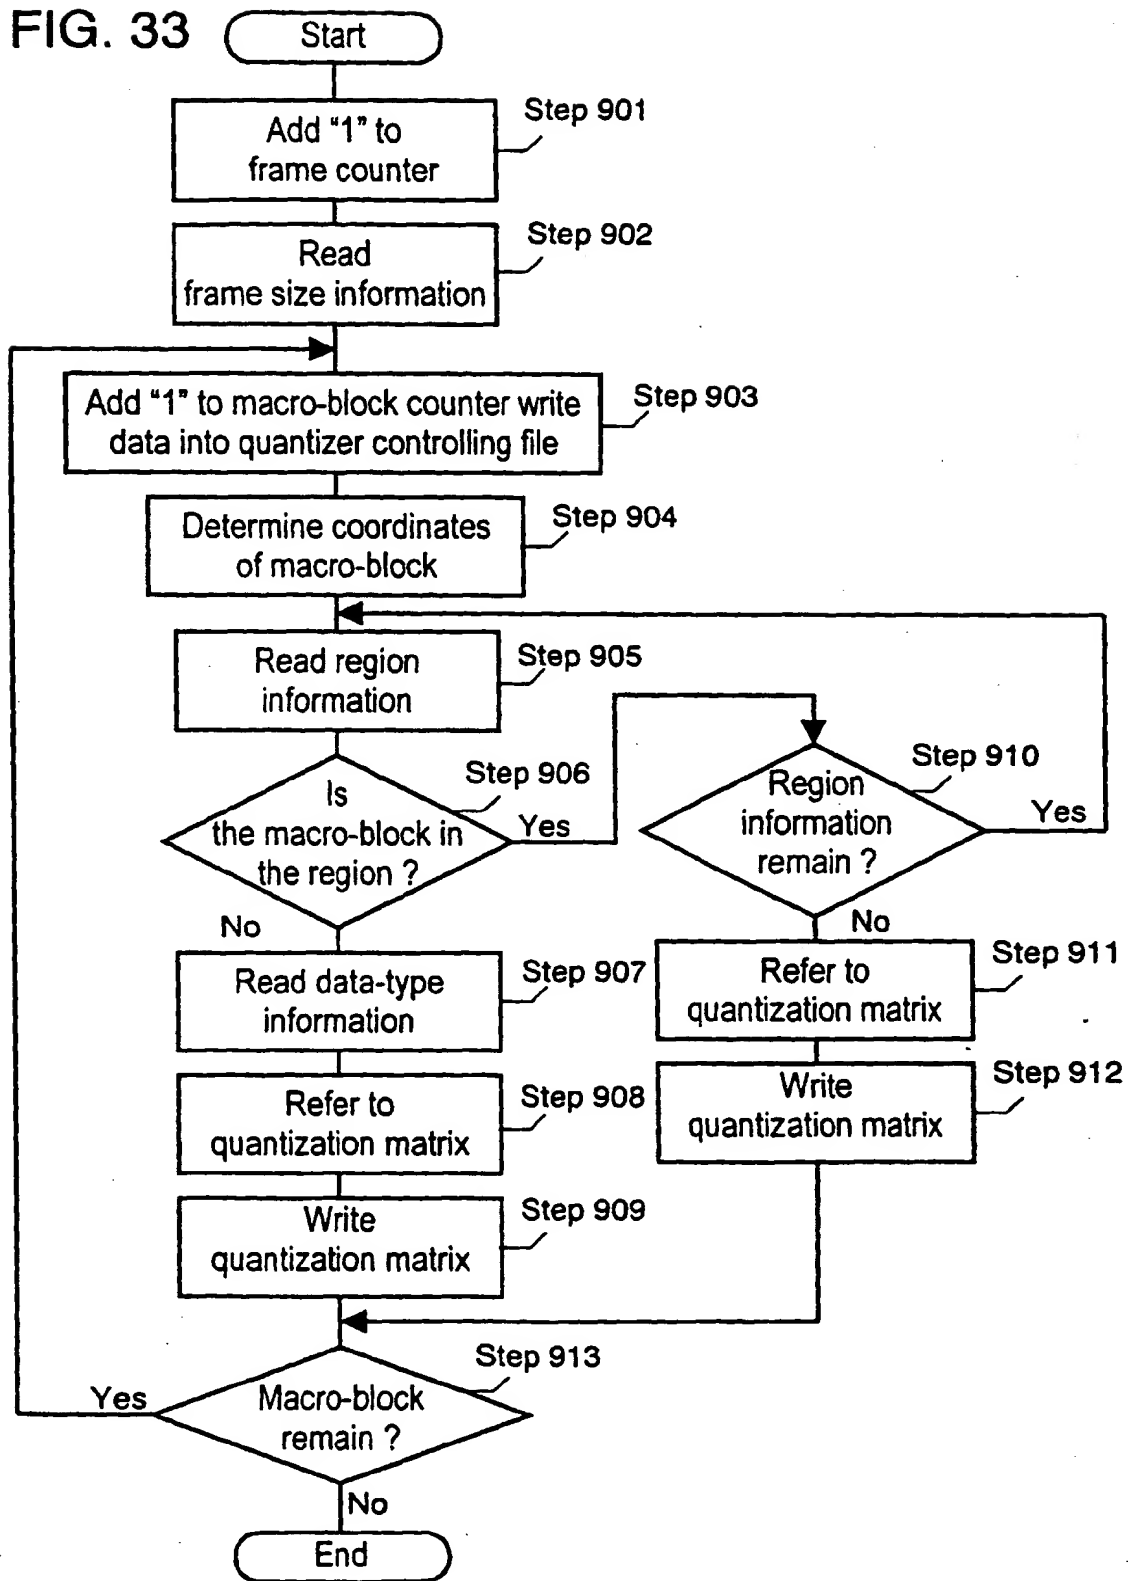 FIG. 33
Start
Step 901
Add "1" to
frame counter
Step 902
Read
frame size information
Step 903
Add "1" to macro-block counter write
data into quantizer controlling file
Step 904
Determine coordinates
of macro-block
Step 905
Read region
information
Step 906
Is
the macro-block in
the region ?
Yes
No
Step 910
Region
information
remain ?
Yes
No
Step 907
Read data-type
information
Step 911
Refer to
quantization matrix
Step 908
Refer to
quantization matrix
Step 912
Write
quantization matrix
Step 909
Write
quantization matrix
Step 913
Macro-block
remain ?
Yes
No
End